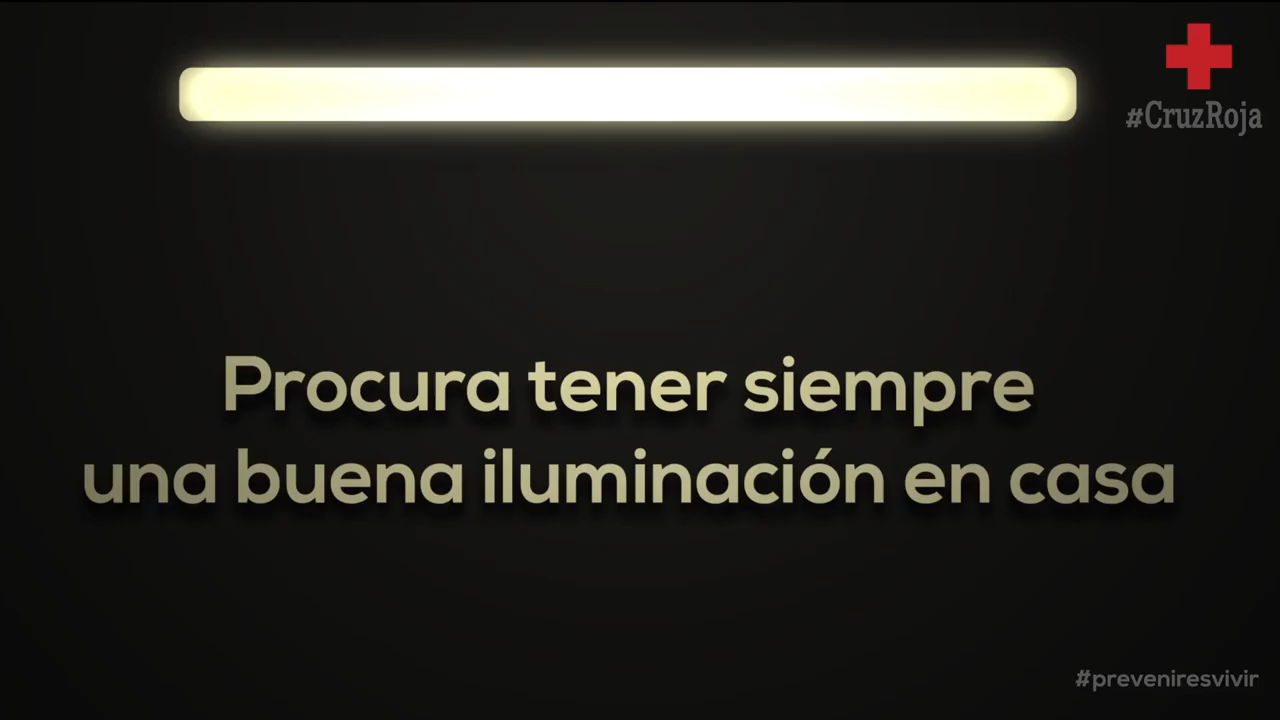 #CruzRoja
Procura tener siempre
una buena iluminación en casa
#preveniresvivir